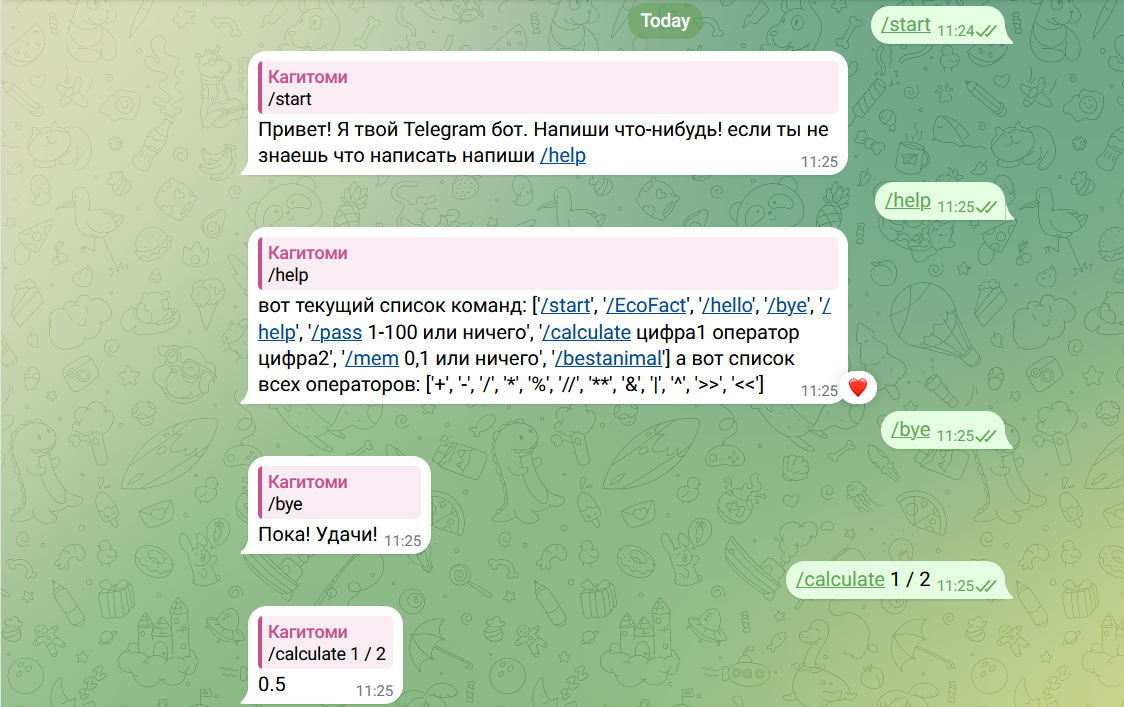 Today
/start 11:24
Кагитоми
/start
Привет! Я твой Telegram бот. Напиши что-нибудь! если ты не
знаешь что написать напиши /help
11:25
/help 11:25
Кагитоми
/help
вот текущий список команд: ['/start', '/EcoFact', '/hello', '/bye', '/
help', '/pass 1-100 или ничего', '/calculate цифра1 оператор
цифра2', '/mem 0,1 или ничего', '/bestanimal'] а вот список
всех операторов: ['+', '-', '/', '*', '%', '//', '**', '&', '|', '^', '>>', '<<']
11:25
/bye 11:25
Кагитоми
/bye
Пока! Удачи! 11:25
/calculate 1 / 2 11:25
Кагитоми
/calculate 1 / 2
0.5 11:25